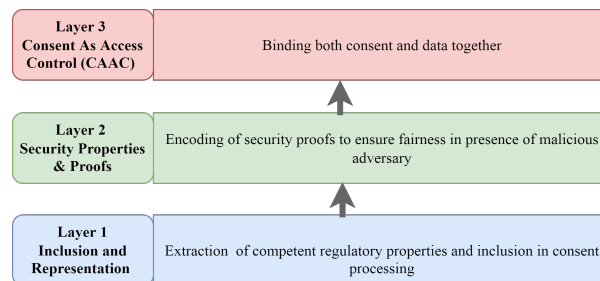 Layer 3
Consent As Access
Control (CAAC)
Binding both consent and data together
Layer 2
Security Properties
& Proofs
Encoding of security proofs to ensure fairness in presence of malicious
adversary
Layer 1
Inclusion and
Representation
Extraction of competent regulatory properties and inclusion in consent
processing